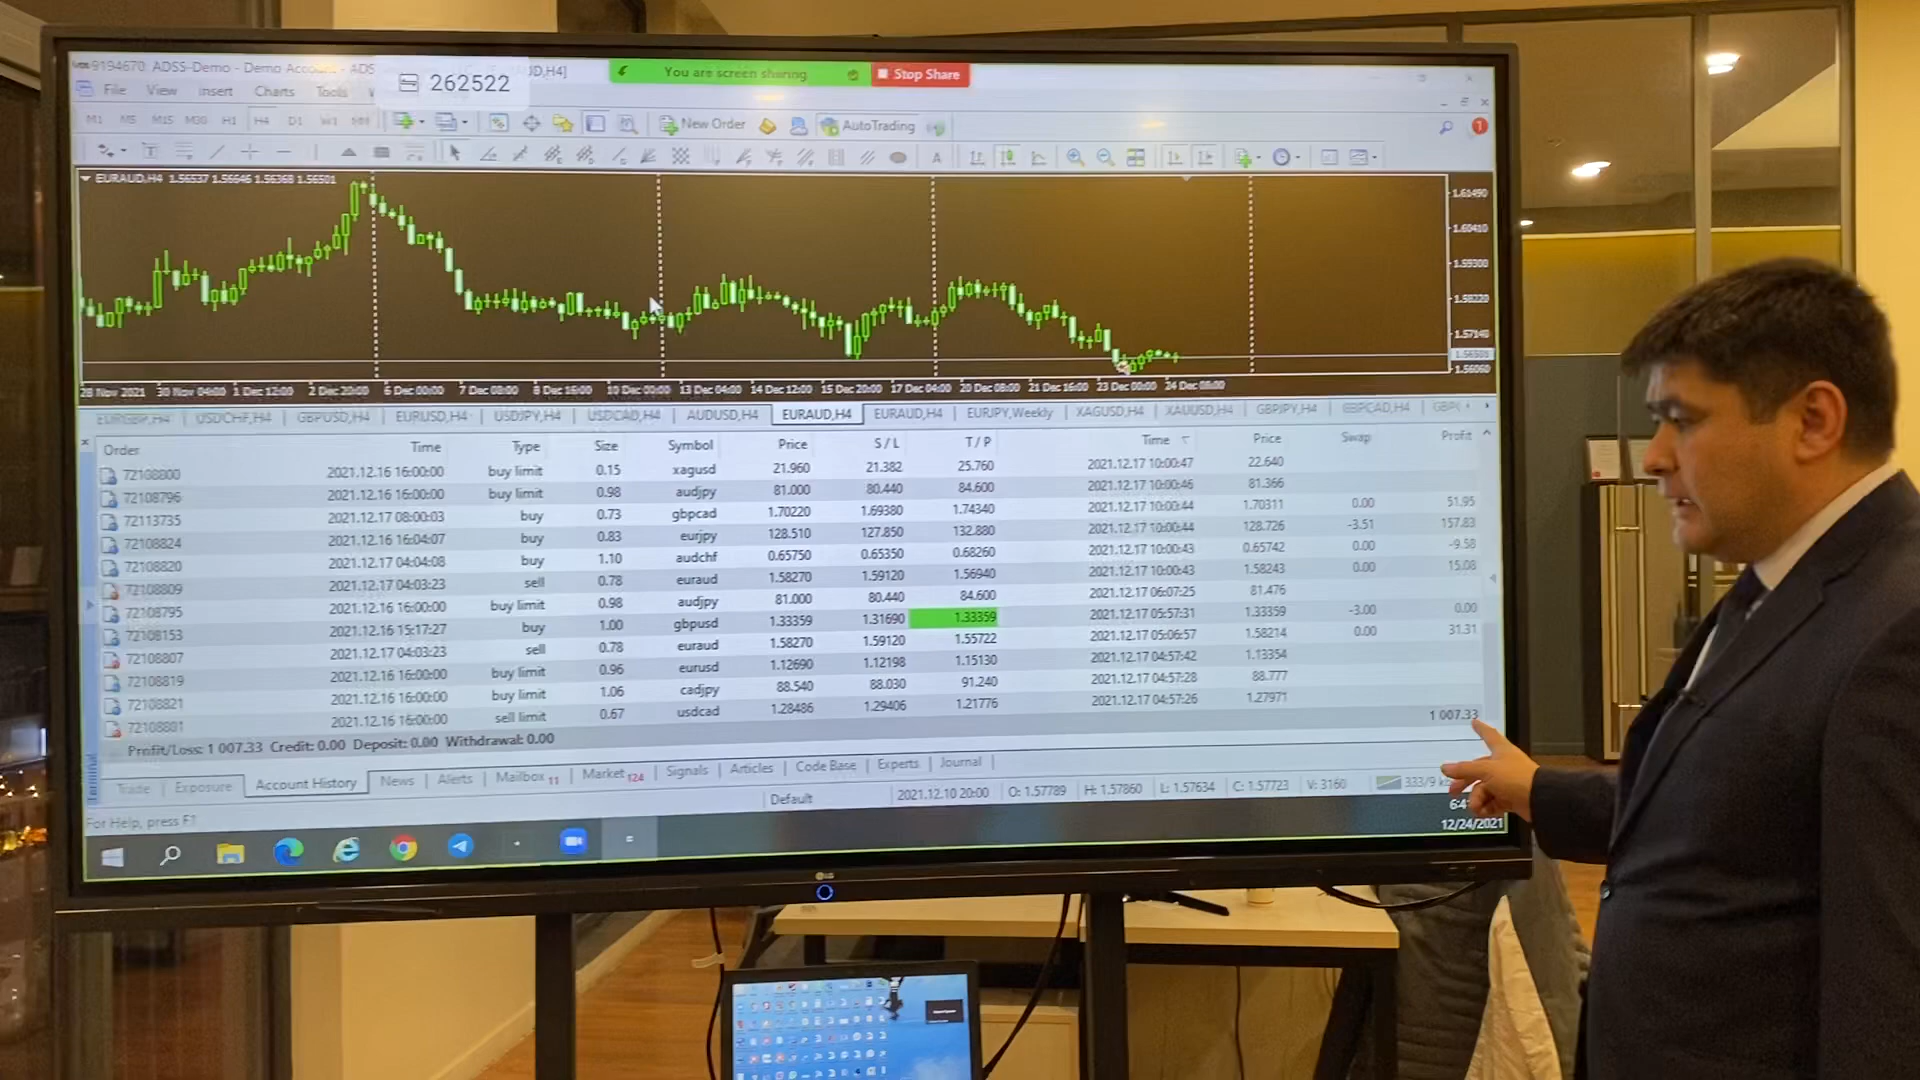 9194670: ADSS-Demo - Demo Account - ADS
D,H4]
262522
You are screen sharing
Stop Share
File View Insert Charts Tools
M1 M5 M15 M30 H1 H4 D1 W1 New Order AutoTrading 1
A
EURAUD,H4 1.56537 1.56646 1.56368 1.56501
1.61490
1.60410
1.59300
1.58220
1.57140
1.56501
1.56060
28 Nov 2021 30 Nov 04:00 1 Dec 12:00 2 Dec 20:00 6 Dec 00:00 7 Dec 08:00 8 Dec 16:00 10 Dec 00:00 13 Dec 04:00 14 Dec 12:00 15 Dec 20:00 17 Dec 04:00 20 Dec 08:00 21 Dec 16:00 23 Dec 00:00 24 Dec 08:00
EURGBP,H4 USDCHF,H4 GBPUSD,H4 EURUSD,H4 USDJPY,H4 USDCAD,H4 AUDUSD,H4 EURAUD,H4 EURAUD,H4 EURJPY,Weekly XAGUSD,H4 XAUUSD,H4 GBPJPY,H4 GBPCAD,H4
Order Time Type Size Symbol Price S / L T / P Time Price Swap Profit
72108800 2021.12.16 16:00:00 buy limit 0.15 xagusd 21.960 21.382 25.760 2021.12.17 10:00:47 22.640
72108796 2021.12.16 16:00:00 buy limit 0.98 audjpy 81.000 80.440 84.600 2021.12.17 10:00:46 81.366
72113735 2021.12.17 08:00:03 buy 0.73 gbpcad 1.70220 1.69380 1.74340 2021.12.17 10:00:44 1.70311 0.00 51.95
72108824 2021.12.16 16:04:07 buy 0.83 eurjpy 128.510 127.850 132.880 2021.12.17 10:00:44 128.726 -3.51 157.83
72108820 2021.12.17 04:04:08 buy 1.10 audchf 0.65750 0.65350 0.68260 2021.12.17 10:00:43 0.65742 0.00 -9.58
72108809 2021.12.17 04:03:23 sell 0.78 euraud 1.58270 1.59120 1.56940 2021.12.17 10:00:43 1.58243 0.00 15.08
72108795 2021.12.16 16:00:00 buy limit 0.98 audjpy 81.000 80.440 84.600 2021.12.17 06:07:25 81.476
72108153 2021.12.16 15:17:27 buy 1.00 gbpusd 1.33359 1.31690 1.33359 2021.12.17 05:57:31 1.33359 -3.00 0.00
72108807 2021.12.17 04:03:23 sell 0.78 euraud 1.58270 1.59120 1.55722 2021.12.17 05:06:57 1.58214 0.00 31.31
72108819 2021.12.16 16:00:00 buy limit 0.96 eurusd 1.12690 1.12198 1.15130 2021.12.17 04:57:42 1.13354
72108821 2021.12.16 16:00:00 buy limit 1.06 cadjpy 88.540 88.030 91.240 2021.12.17 04:57:28 88.777
72108881 2021.12.16 16:00:00 sell limit 0.67 usdcad 1.28486 1.29406 1.21776 2021.12.17 04:57:26 1.27971
Profit/Loss: 1 007.33 Credit: 0.00 Deposit: 0.00 Withdrawal: 0.00 1 007.33
Terminal
Trade Exposure Account History News Alerts Mailbox 11 Market 124 Signals Articles Code Base Experts Journal
For Help, press F1 Default 2021.12.10 20:00 O: 1.57789 H: 1.57860 L: 1.57634 C: 1.57723 V: 3160 333/9
12/24/2021
LG